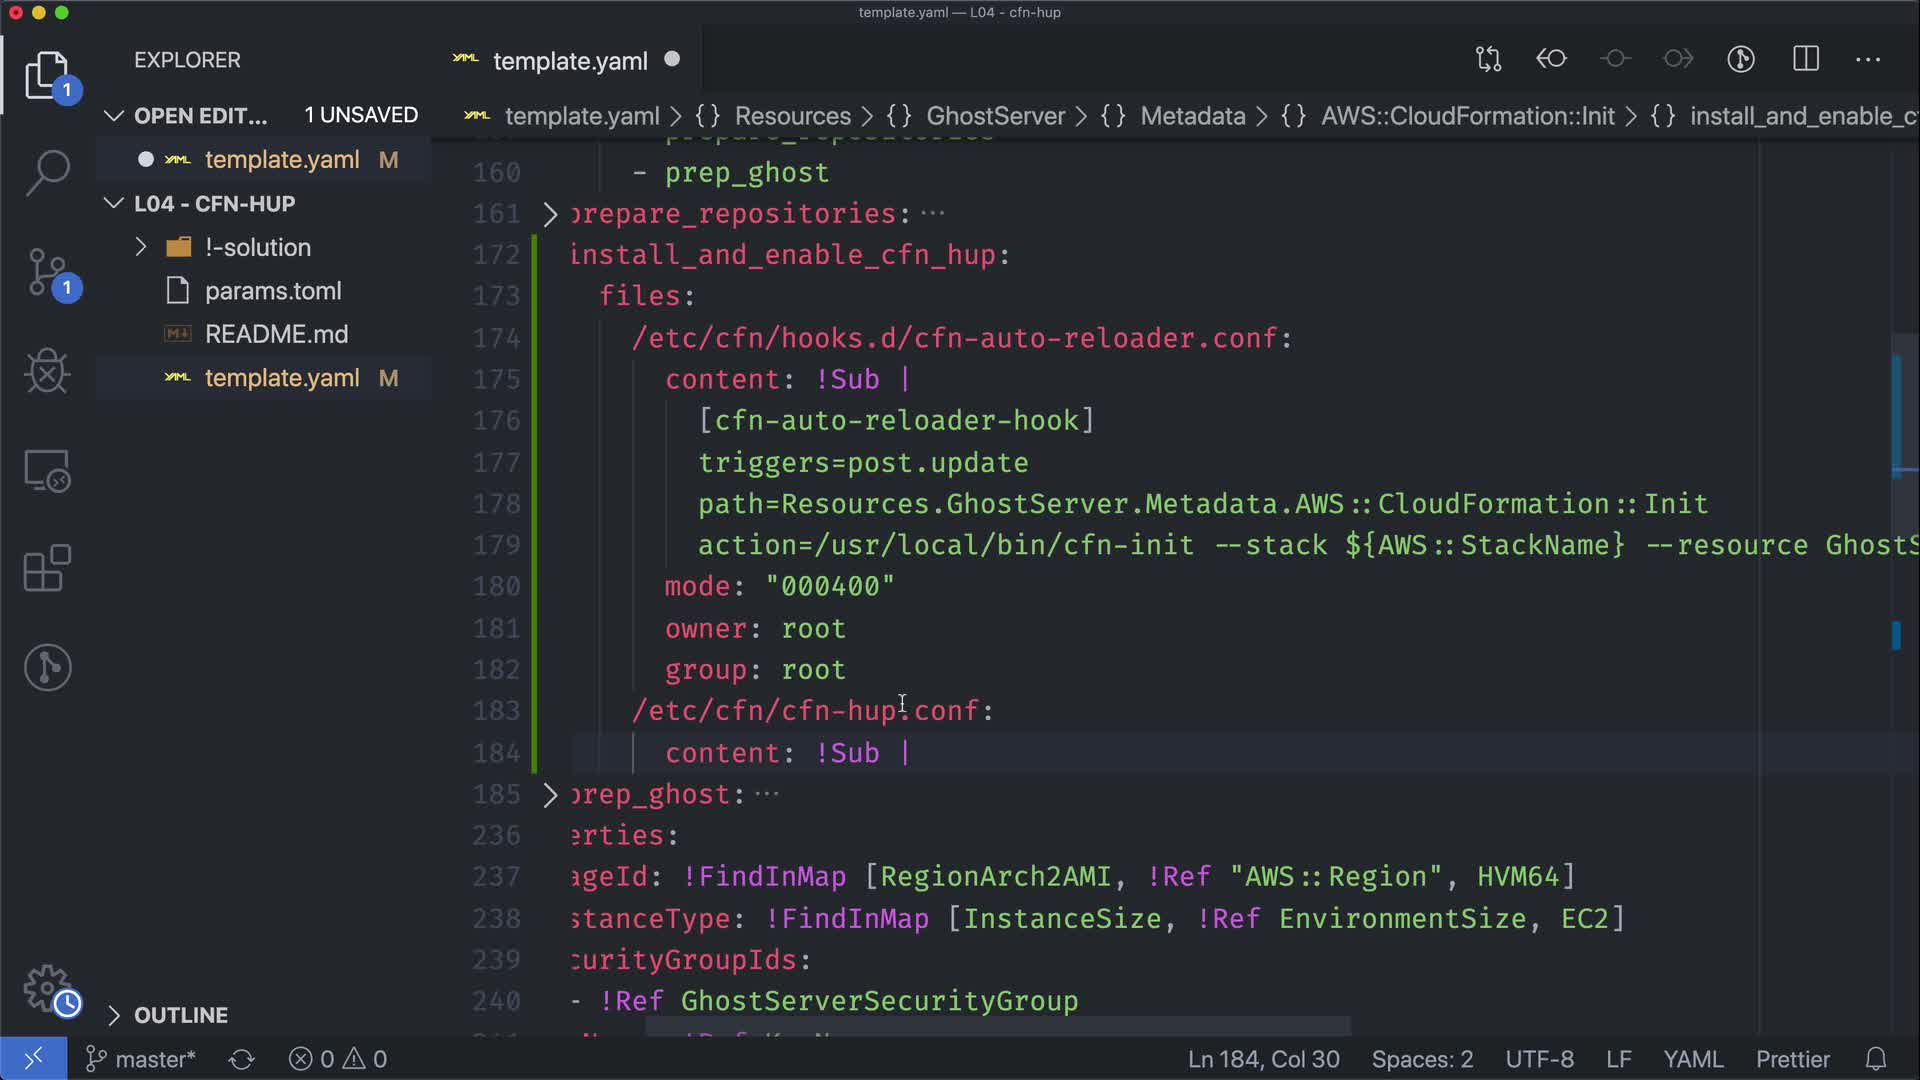 template.yaml — L04 - cfn-hup
EXPLORER
template.yaml
OPEN EDIT... 1 UNSAVED
template.yaml M
L04 - CFN-HUP
!-solution
params.toml
README.md
template.yaml M
OUTLINE
template.yaml > {} Resources > {} GhostServer > {} Metadata > {} AWS::CloudFormation::Init > {} install_and_enable_c
prepare_repositories
160 - prep_ghost
161 prepare_repositories: ...
172 install_and_enable_cfn_hup:
173 files:
174 /etc/cfn/hooks.d/cfn-auto-reloader.conf:
175 content: !Sub |
176 [cfn-auto-reloader-hook]
177 triggers=post.update
178 path=Resources.GhostServer.Metadata.AWS::CloudFormation::Init
179 action=/usr/local/bin/cfn-init --stack ${AWS::StackName} --resource GhostS
180 mode: "000400"
181 owner: root
182 group: root
183 /etc/cfn/cfn-hup.conf:
184 content: !Sub |
185 prep_ghost: ...
236 erties:
237 ageId: !FindInMap [RegionArch2AMI, !Ref "AWS::Region", HVM64]
238 stanceType: !FindInMap [InstanceSize, !Ref EnvironmentSize, EC2]
239 curityGroupIds:
240 - !Ref GhostServerSecurityGroup
master* 0 0 Ln 184, Col 30 Spaces: 2 UTF-8 LF YAML Prettier